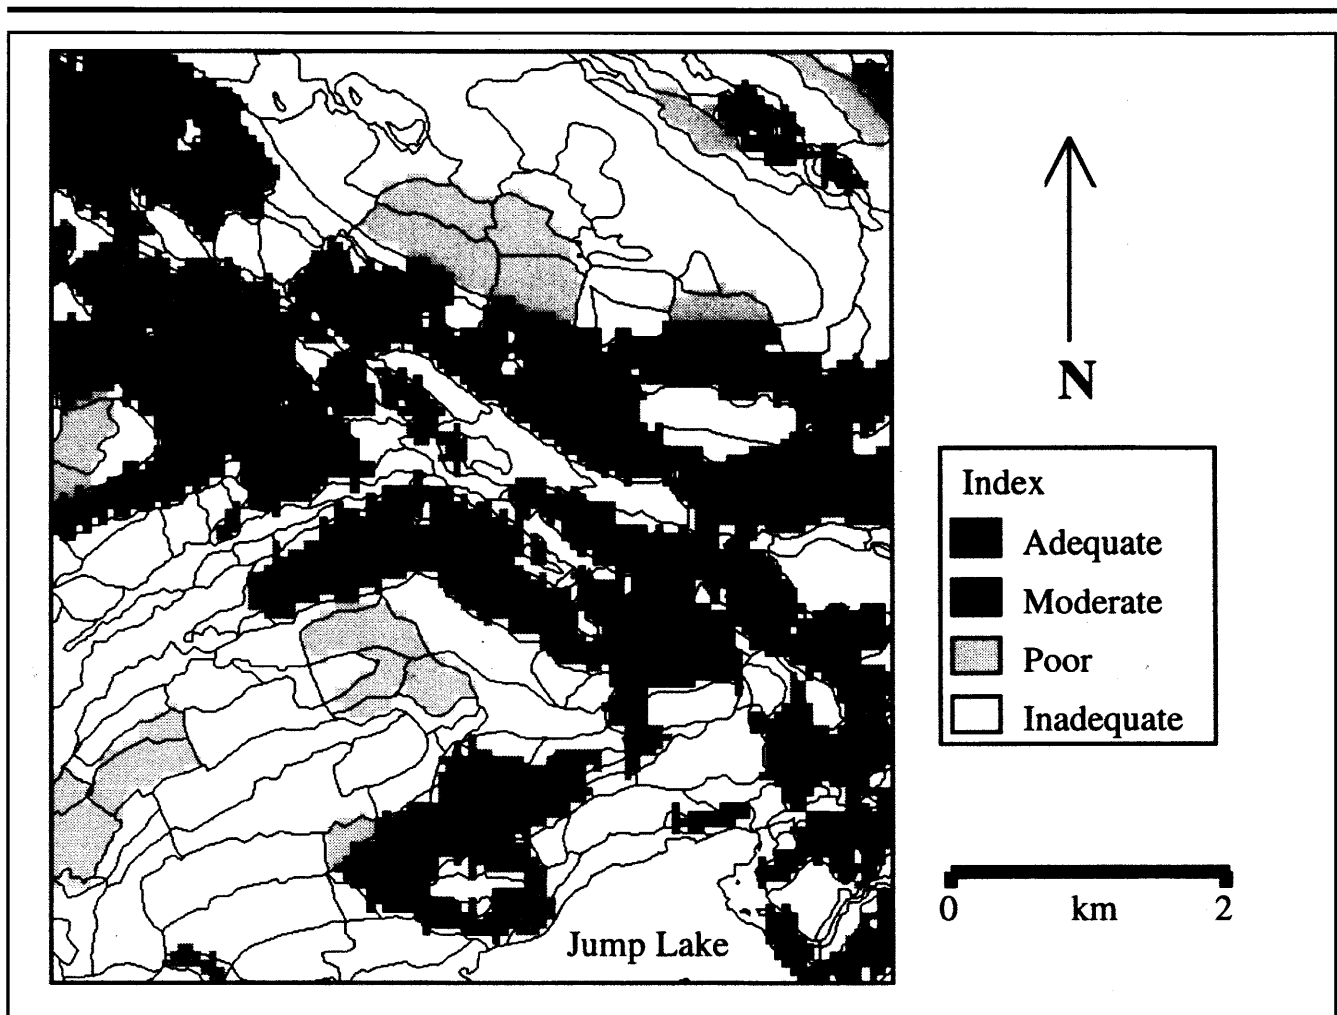 N
Index
Adequate
Moderate
Poor
Inadequate
0 km 2
Jump Lake